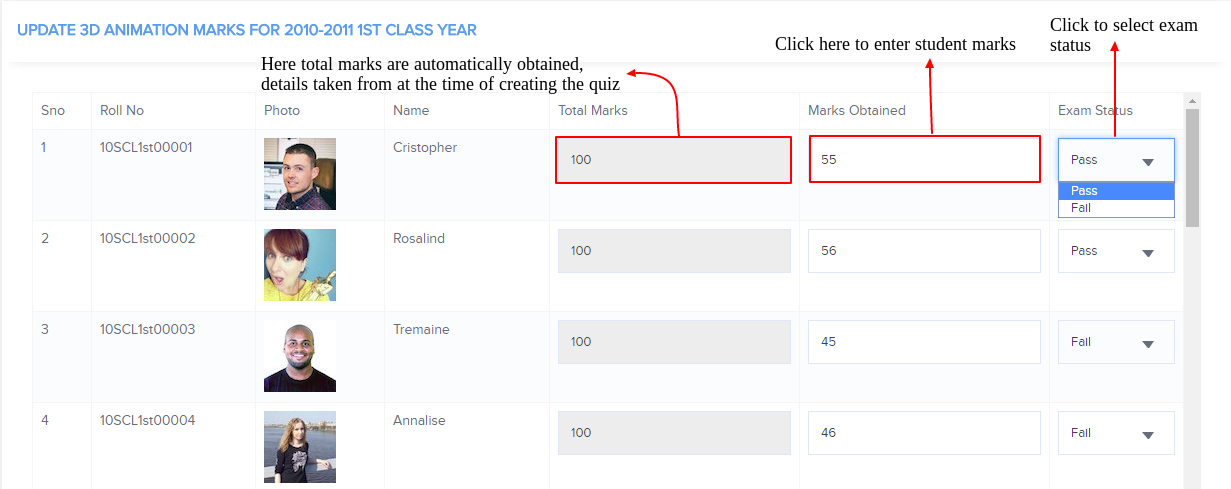 UPDATE 3D ANIMATION MARKS FOR 2010-2011 1ST CLASS YEAR
Click to select exam
status
Click here to enter student marks
Here total marks are automatically obtained,
details taken from at the time of creating the quiz
Sno Roll No Photo Name Total Marks Marks Obtained Exam Status
1 10SCL1st00001 Cristopher 100 55 Pass
Pass
Fail
2 10SCL1st00002 Rosalind 100 56 Pass
3 10SCL1st00003 Tremaine 100 45 Fail
4 10SCL1st00004 Annalise 100 46 Fail